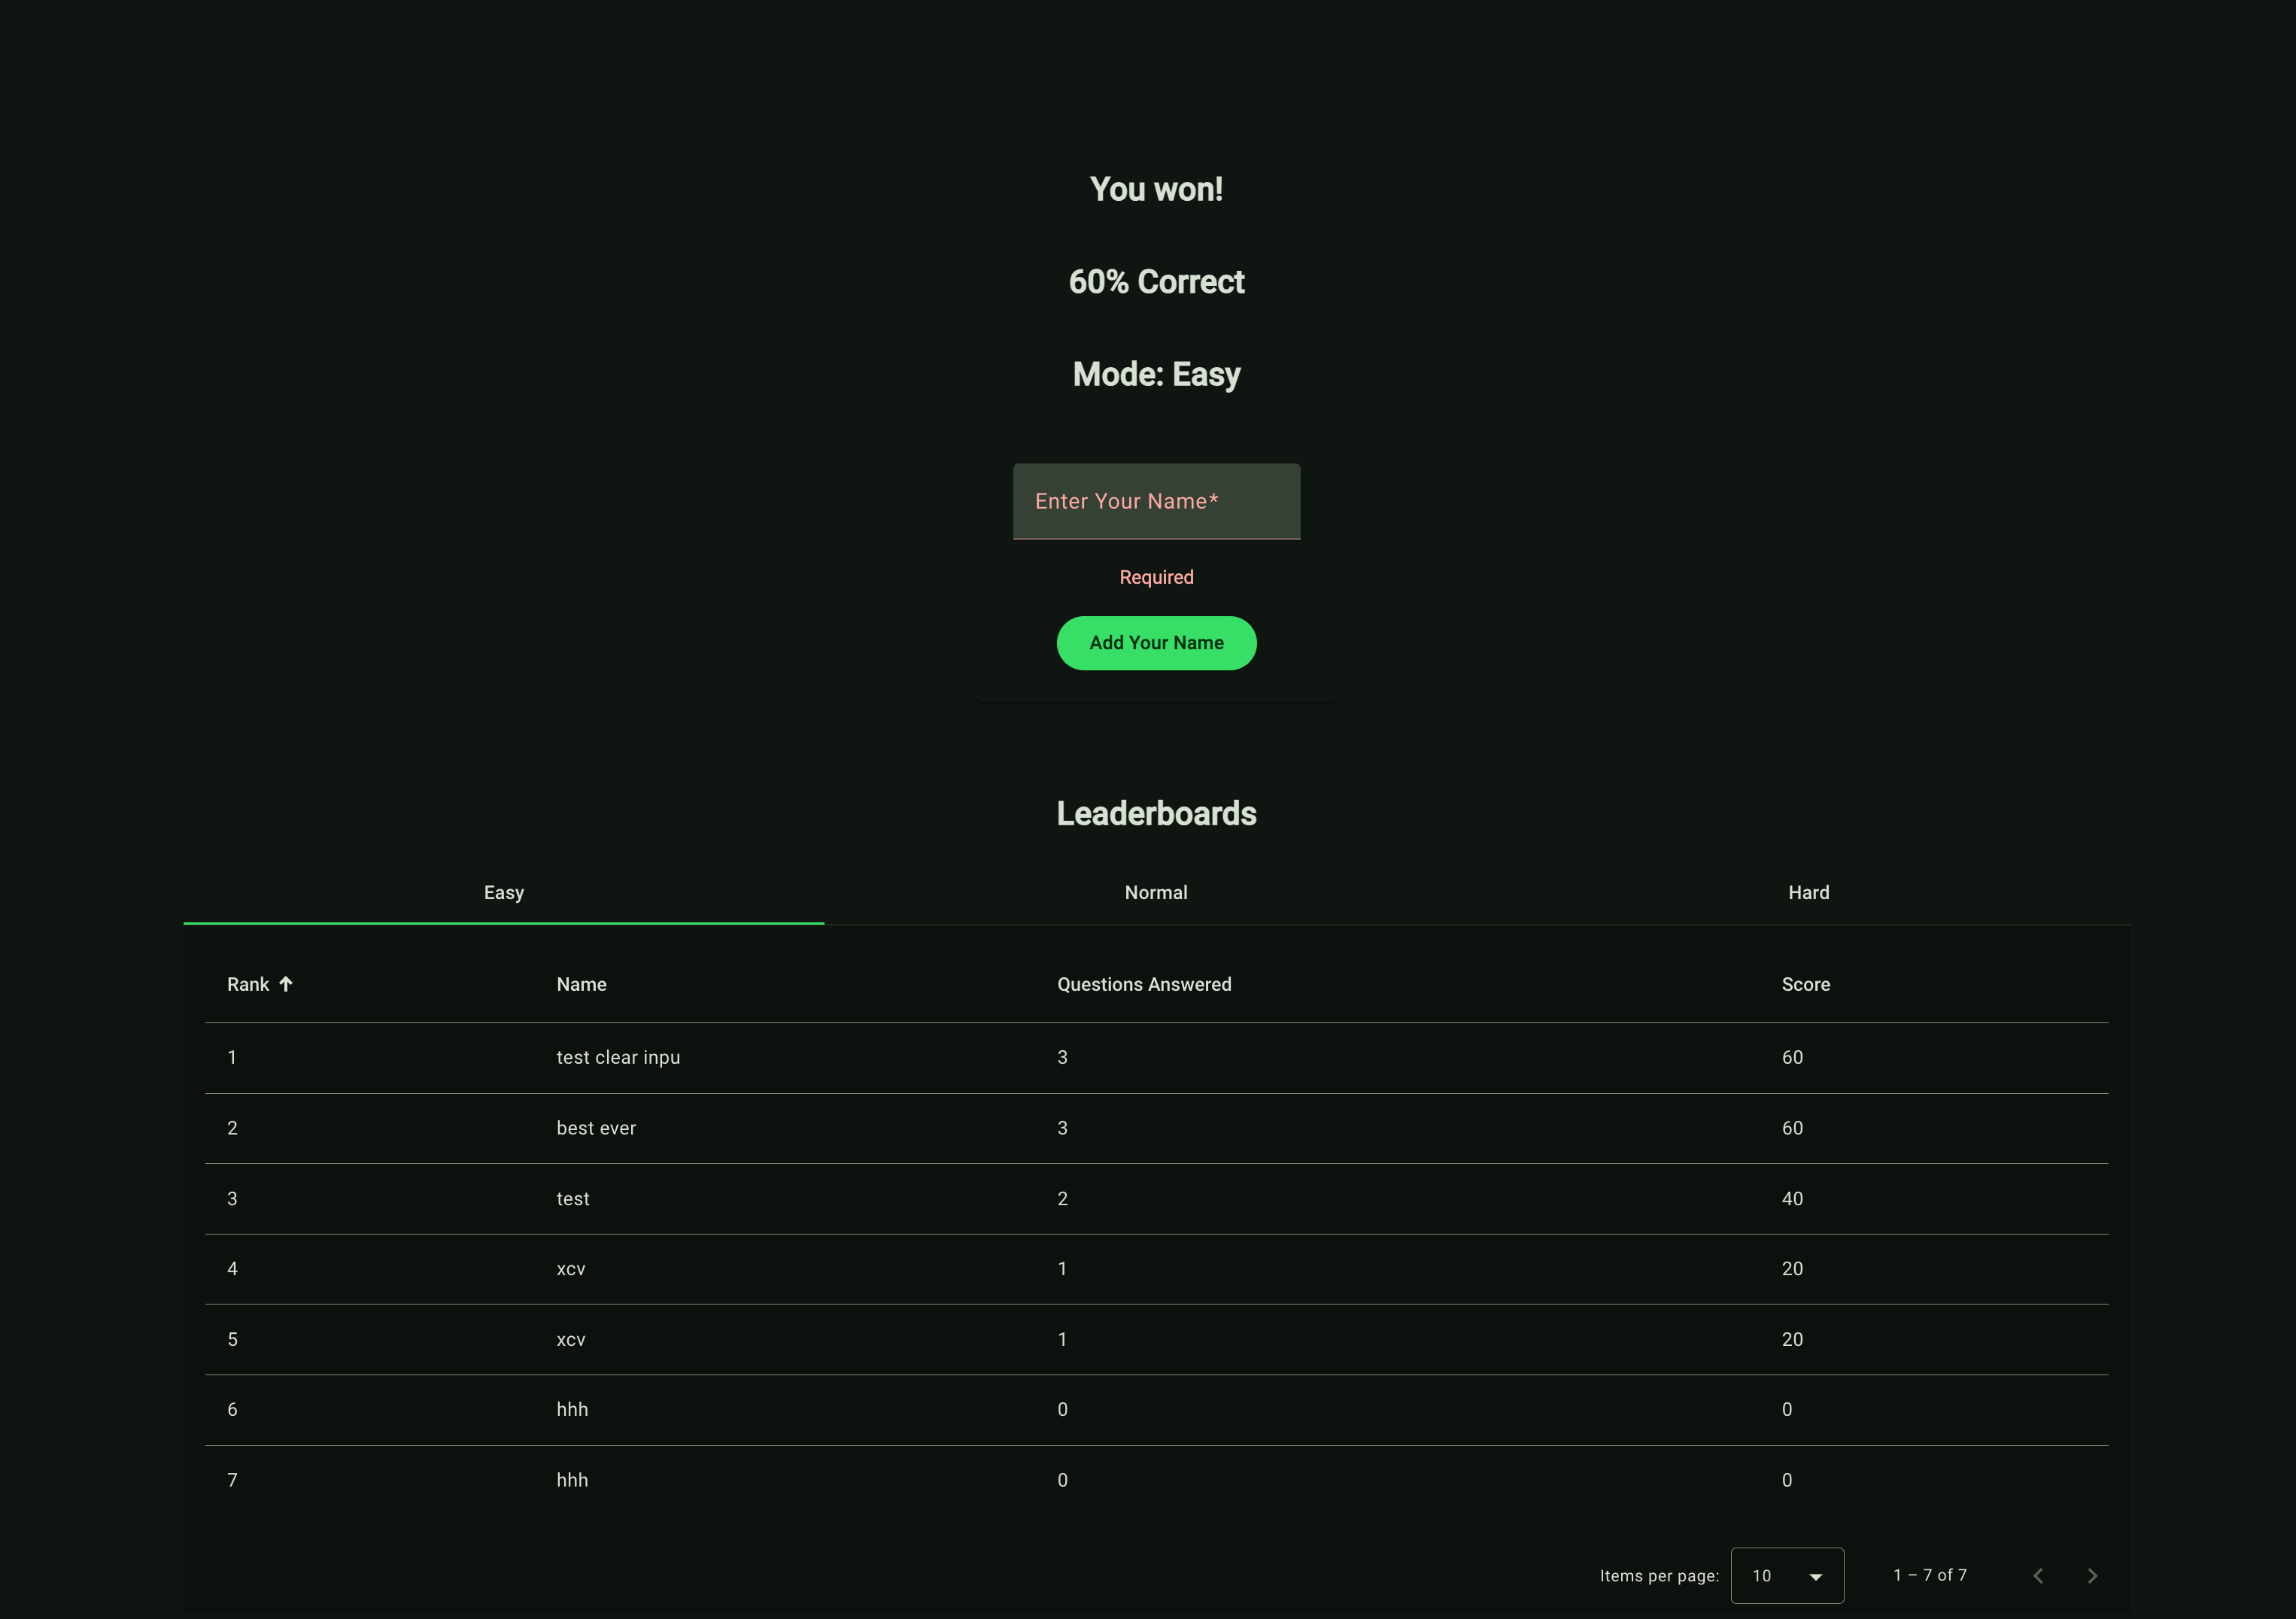 You won!
60% Correct
Mode: Easy
Enter Your Name*
Required
Add Your Name
Leaderboards
Easy Normal Hard
Rank Name Questions Answered Score
1 test clear inpu 3 60
2 best ever 3 60
3 test 2 40
4 xcv 1 20
5 xcv 1 20
6 hhh 0 0
7 hhh 0 0
Items per page: 10 1 – 7 of 7